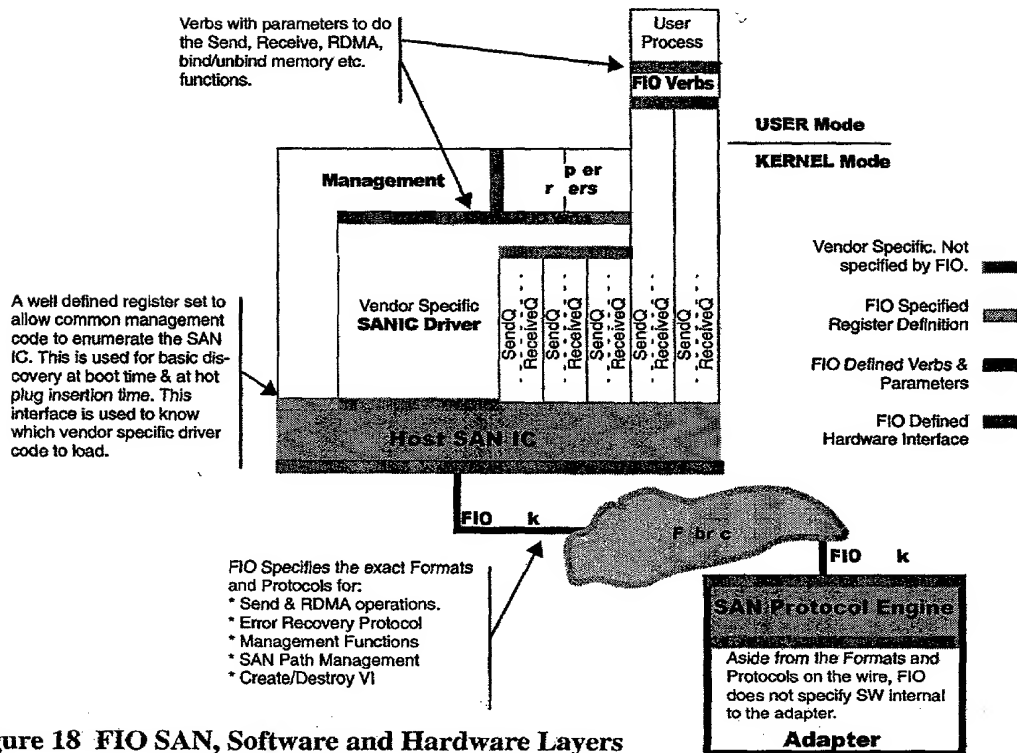 Verbs with parameters to do
the Send, Receive, RDMA,
bind/unbind memory etc.
functions.
User
Process
FIO Verbs
USER Mode
KERNEL Mode
Management
Vendor Specific. Not
specified by FIO.
FIO Specified
Register Definition
FIO Defined Verbs &
Parameters
FIO Defined
Hardware Interface
A well defined register set to
allow common management
code to enumerate the SAN
IC. This is used for basic dis-
covery at boot time & at hot
plug insertion time. This
interface is used to know
which vendor specific driver
code to load.
Vendor Specific
SANIC Driver
SendQ
ReceiveQ
SendQ
ReceiveQ
SendQ
ReceiveQ
SendQ
ReceiveQ
SendQ
ReceiveQ
Host SAN IC
FIO
FIO
FIO Specifies the exact Formats
and Protocols for:
* Send & RDMA operations.
* Error Recovery Protocol
* Management Functions
* SAN Path Management
* Create/Destroy VI
SAN Protocol Engine
Aside from the Formats and
Protocols on the wire, FIO
does not specify SW internal
to the adapter.
Adapter
gure 18 FIO SAN, Software and Hardware Layers